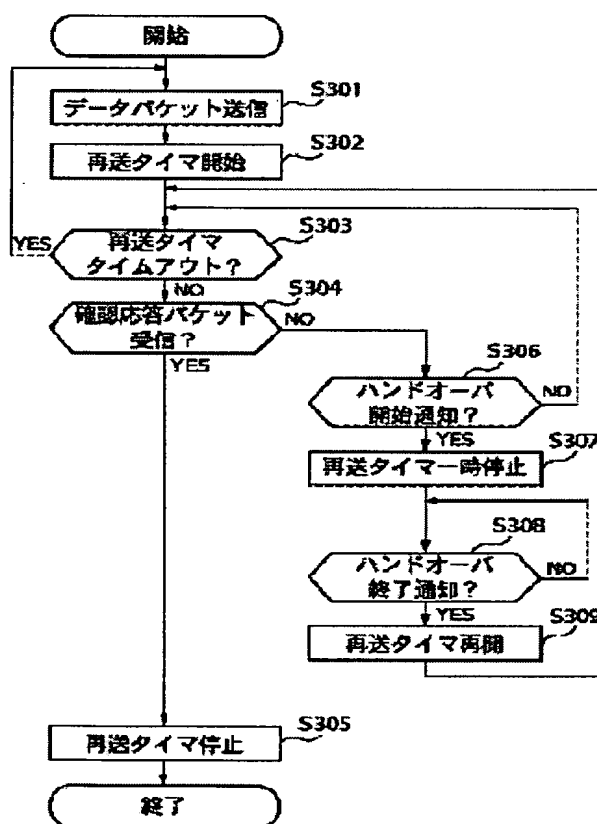 開始
データパケット送信
S301
再送タイマ開始
S302
再送タイマ
タイムアウト?
S303
YES
NO
確認応答パケット
受信?
S304
NO
YES
ハンドオーバ
開始通知?
S306
NO
YES
再送タイマ一時停止
S307
ハンドオーバ
終了通知?
S308
NO
YES
再送タイマ再開
S309
再送タイマ停止
S305
終了